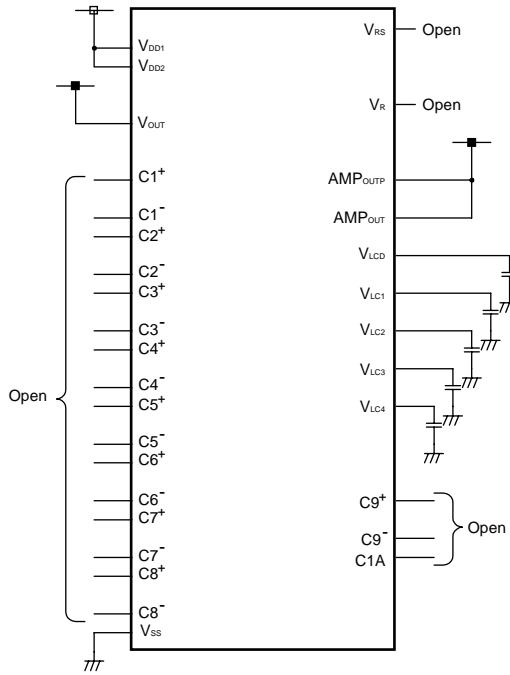 VDD1
VDD2
VOUT
C1+
C1-
C2+
C2-
C3+
C3-
C4+
C4-
C5+
C5-
C6+
C6-
C7+
C7-
C8+
C8-
VSS
Open
VRS
Open
VR
Open
AMPOUTP
AMPOUT
VLCD
VLC1
VLC2
VLC3
VLC4
C9+
C9-
C1A
Open